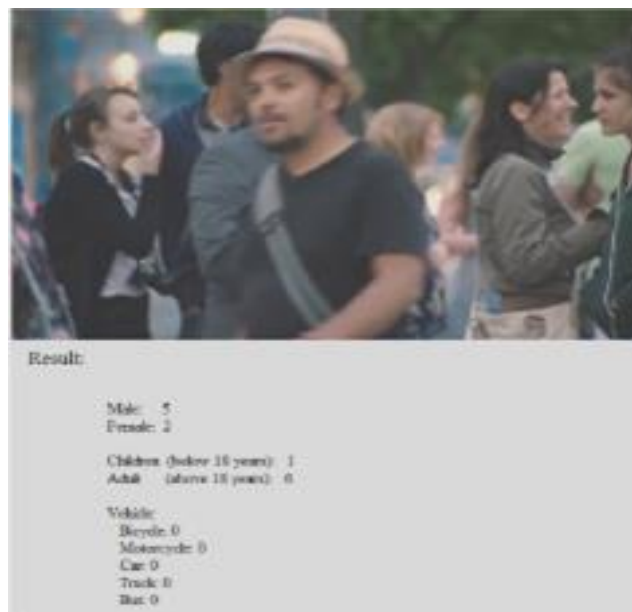 Result:
Male: 5
Female: 2
Children (below 18 years): 1
Adult (above 18 years): 6
Vehicle:
Bicycle: 0
Motorcycle: 0
Car: 0
Truck: 0
Bus: 0